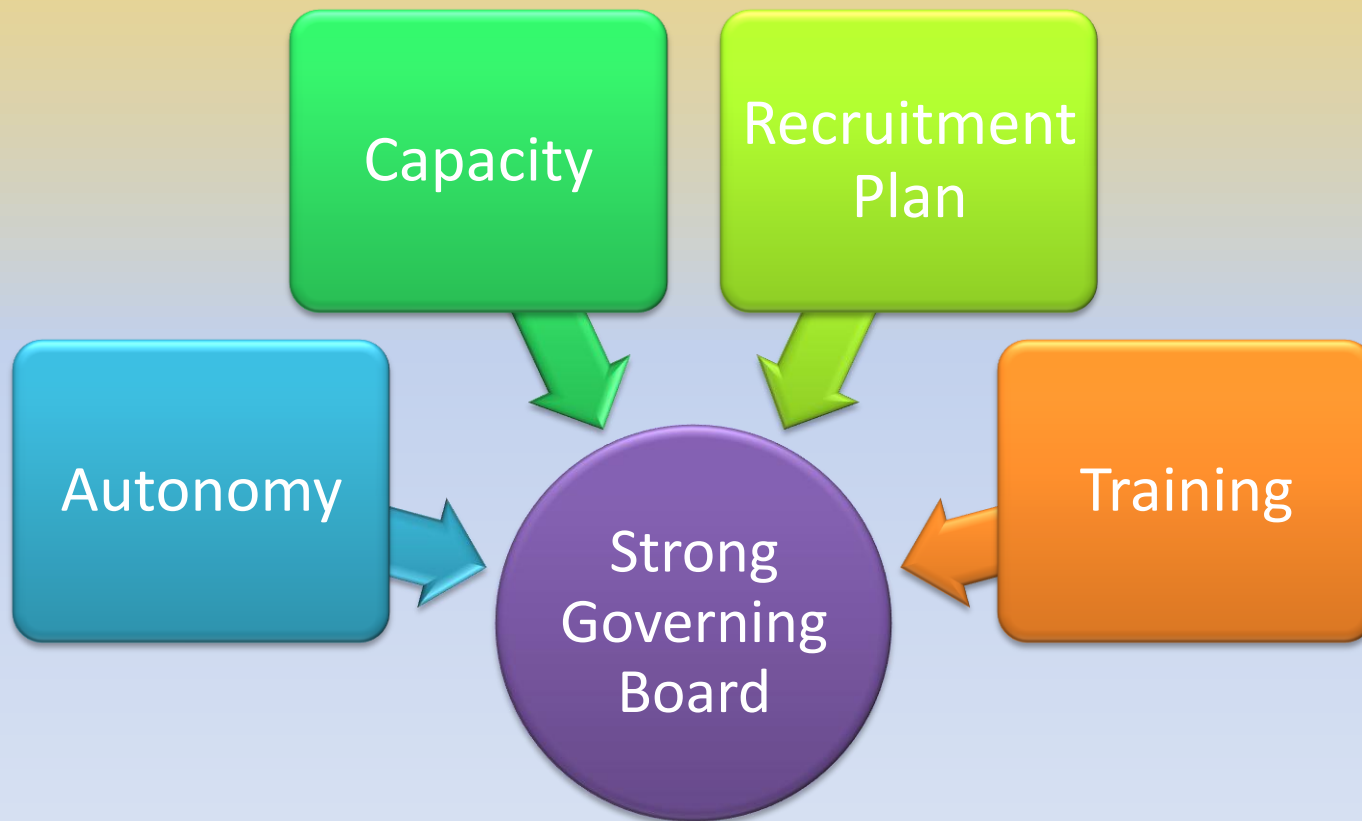 Capacity
Recruitment
Plan
Autonomy
Training
Strong
Governing
Board